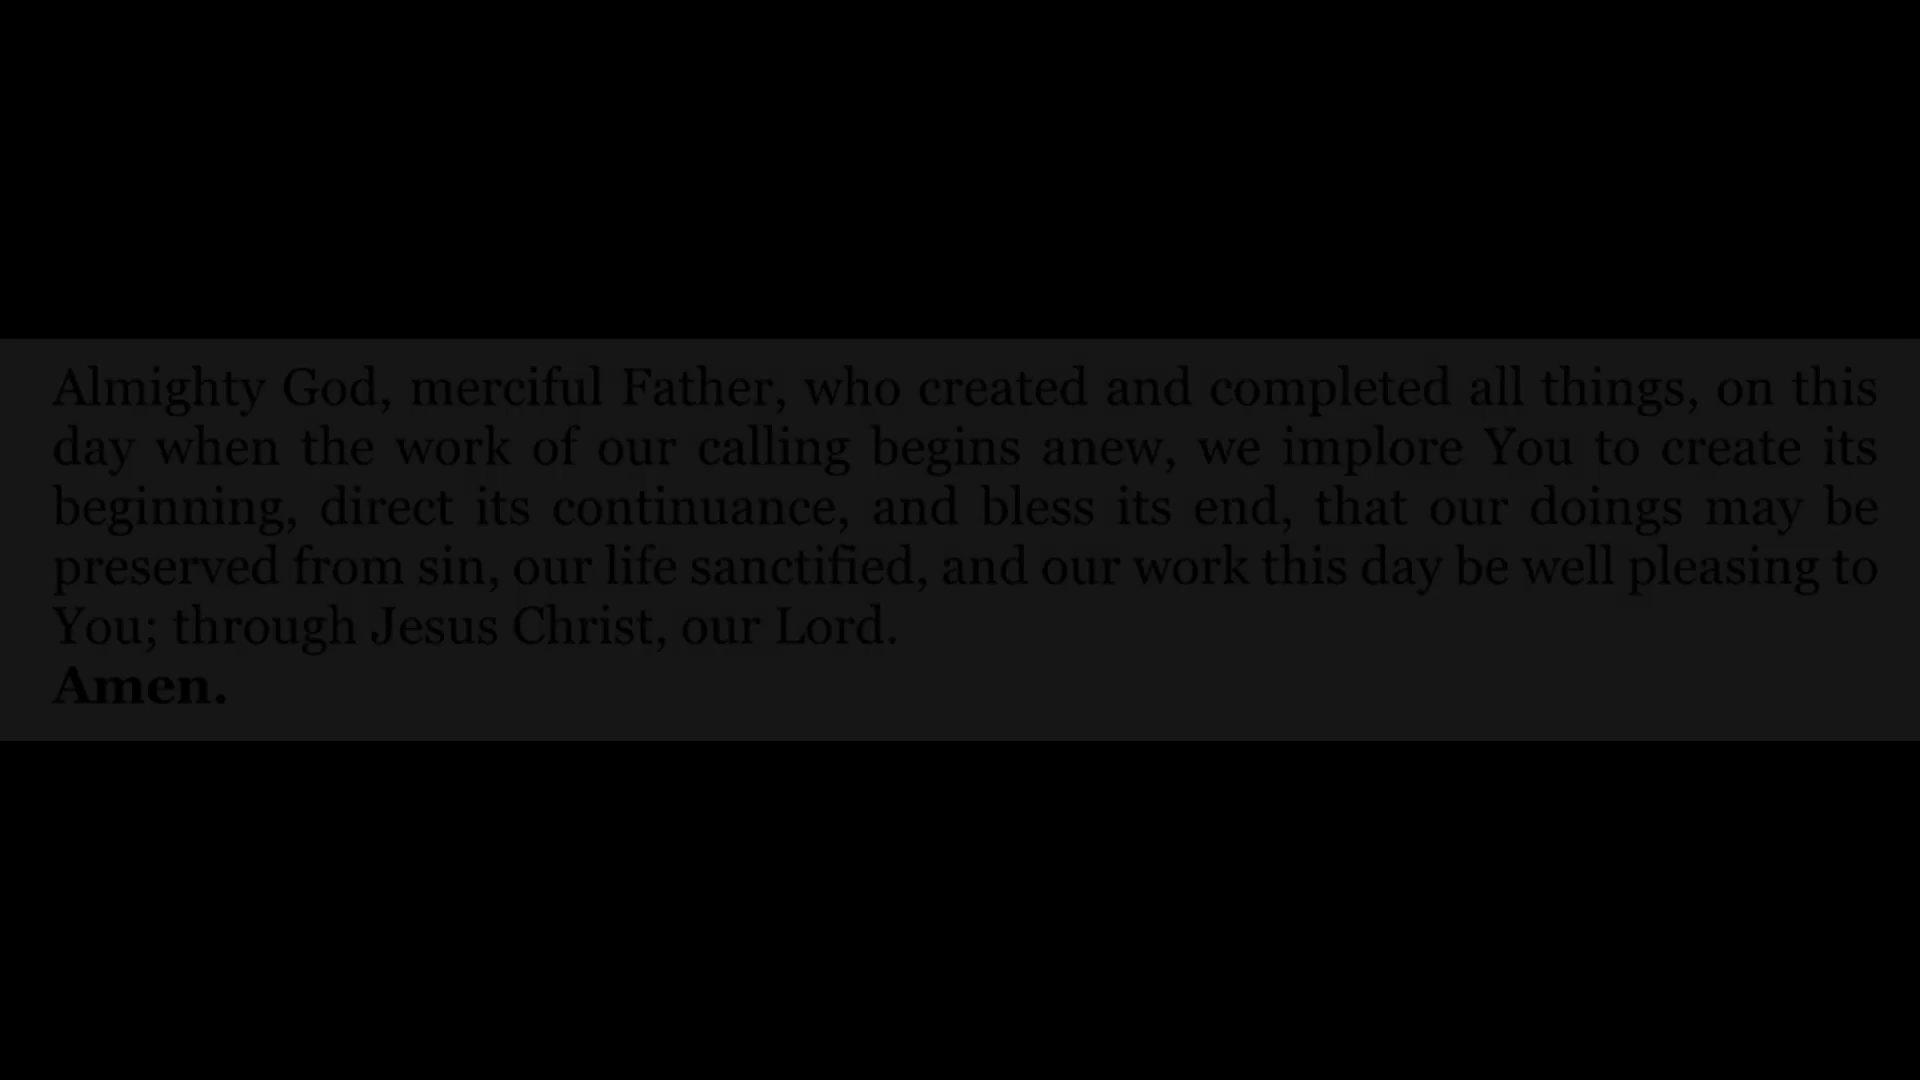 Almighty God, merciful Father, who created and completed all things, on this
day when the work of our calling begins anew, we implore You to create its
beginning, direct its continuance, and bless its end, that our doings may be
preserved from sin, our life sanctified, and our work this day be well pleasing to
You; through Jesus Christ, our Lord.
Amen.